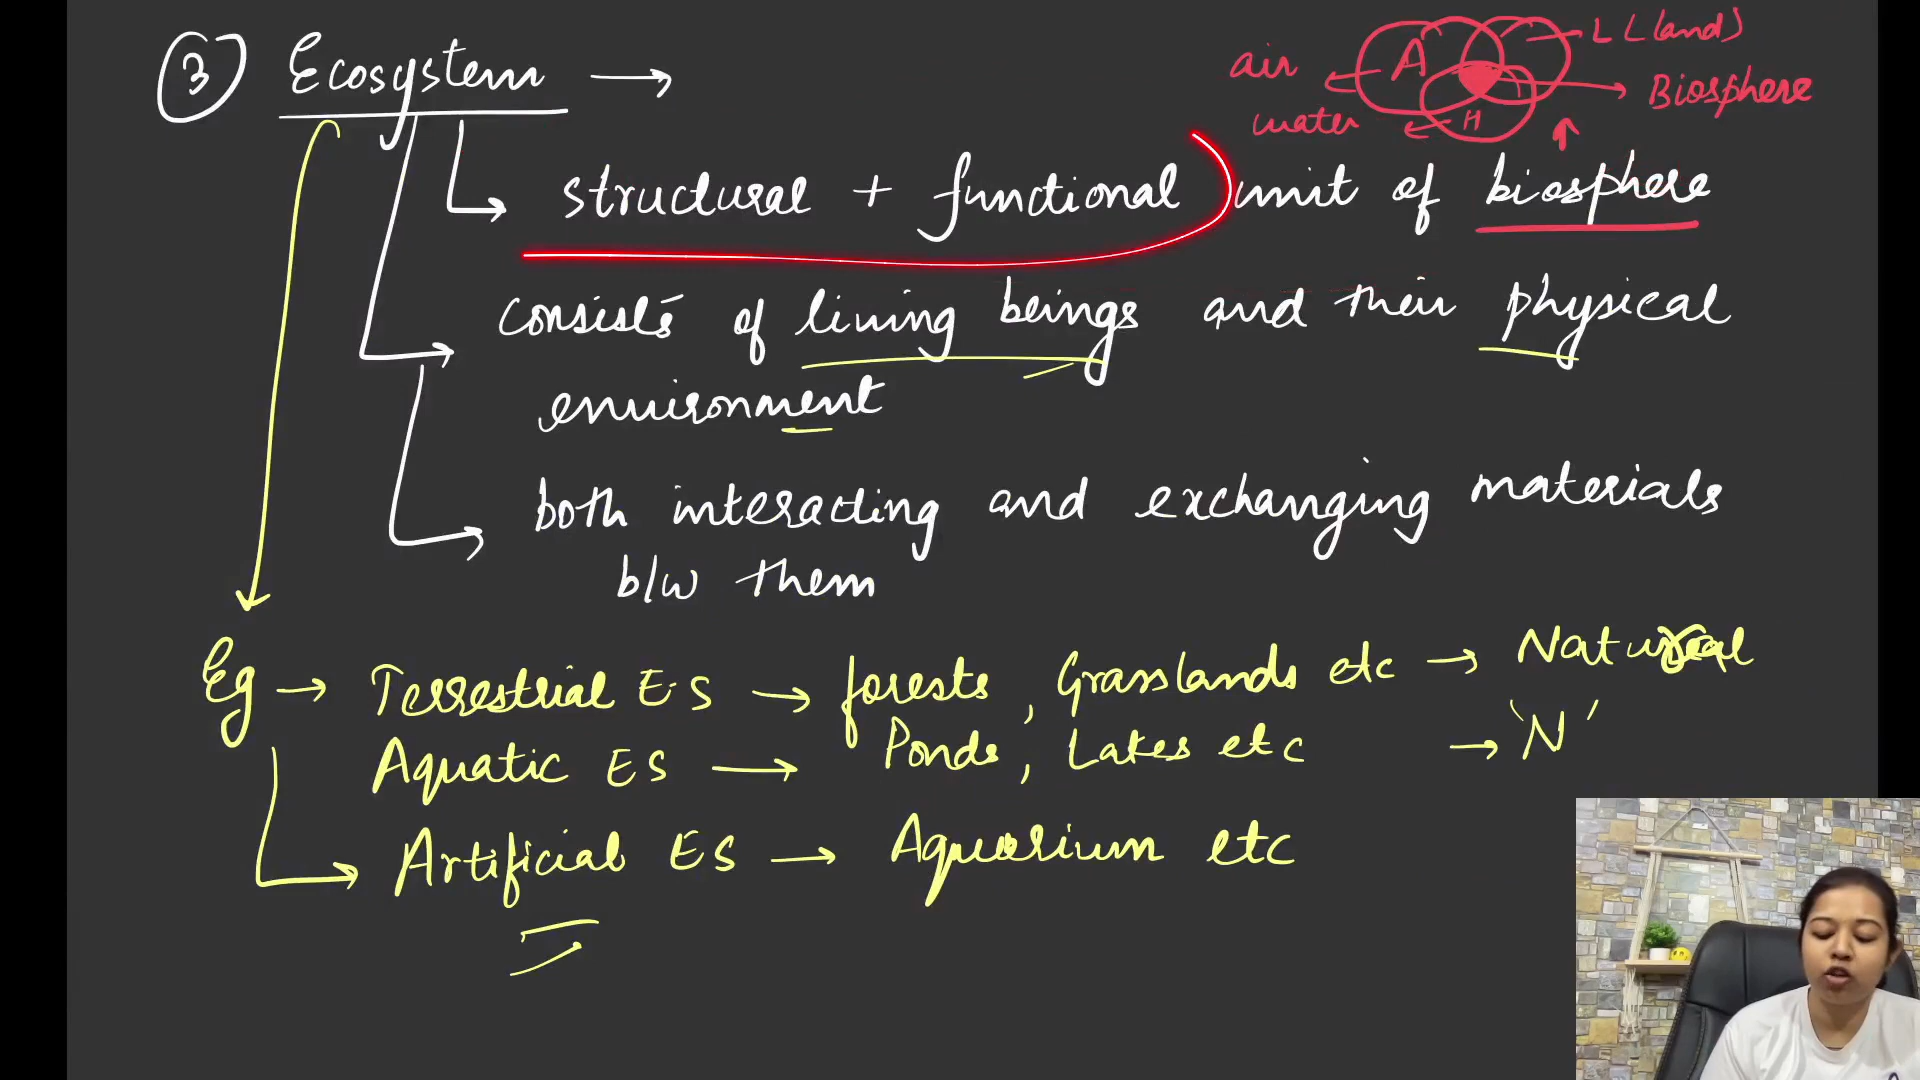 3 Ecosystem →
air A L (land)
Biosphere
water H
structural + functional unit of biosphere
consists of living beings and their physical
environment
both interacting and exchanging materials
b/w them
Eg → Terrestrial E.S → forests, Grasslands etc → Natural
Aquatic ES → Ponds, Lakes etc → 'N'
Artificial ES → Aquarium etc